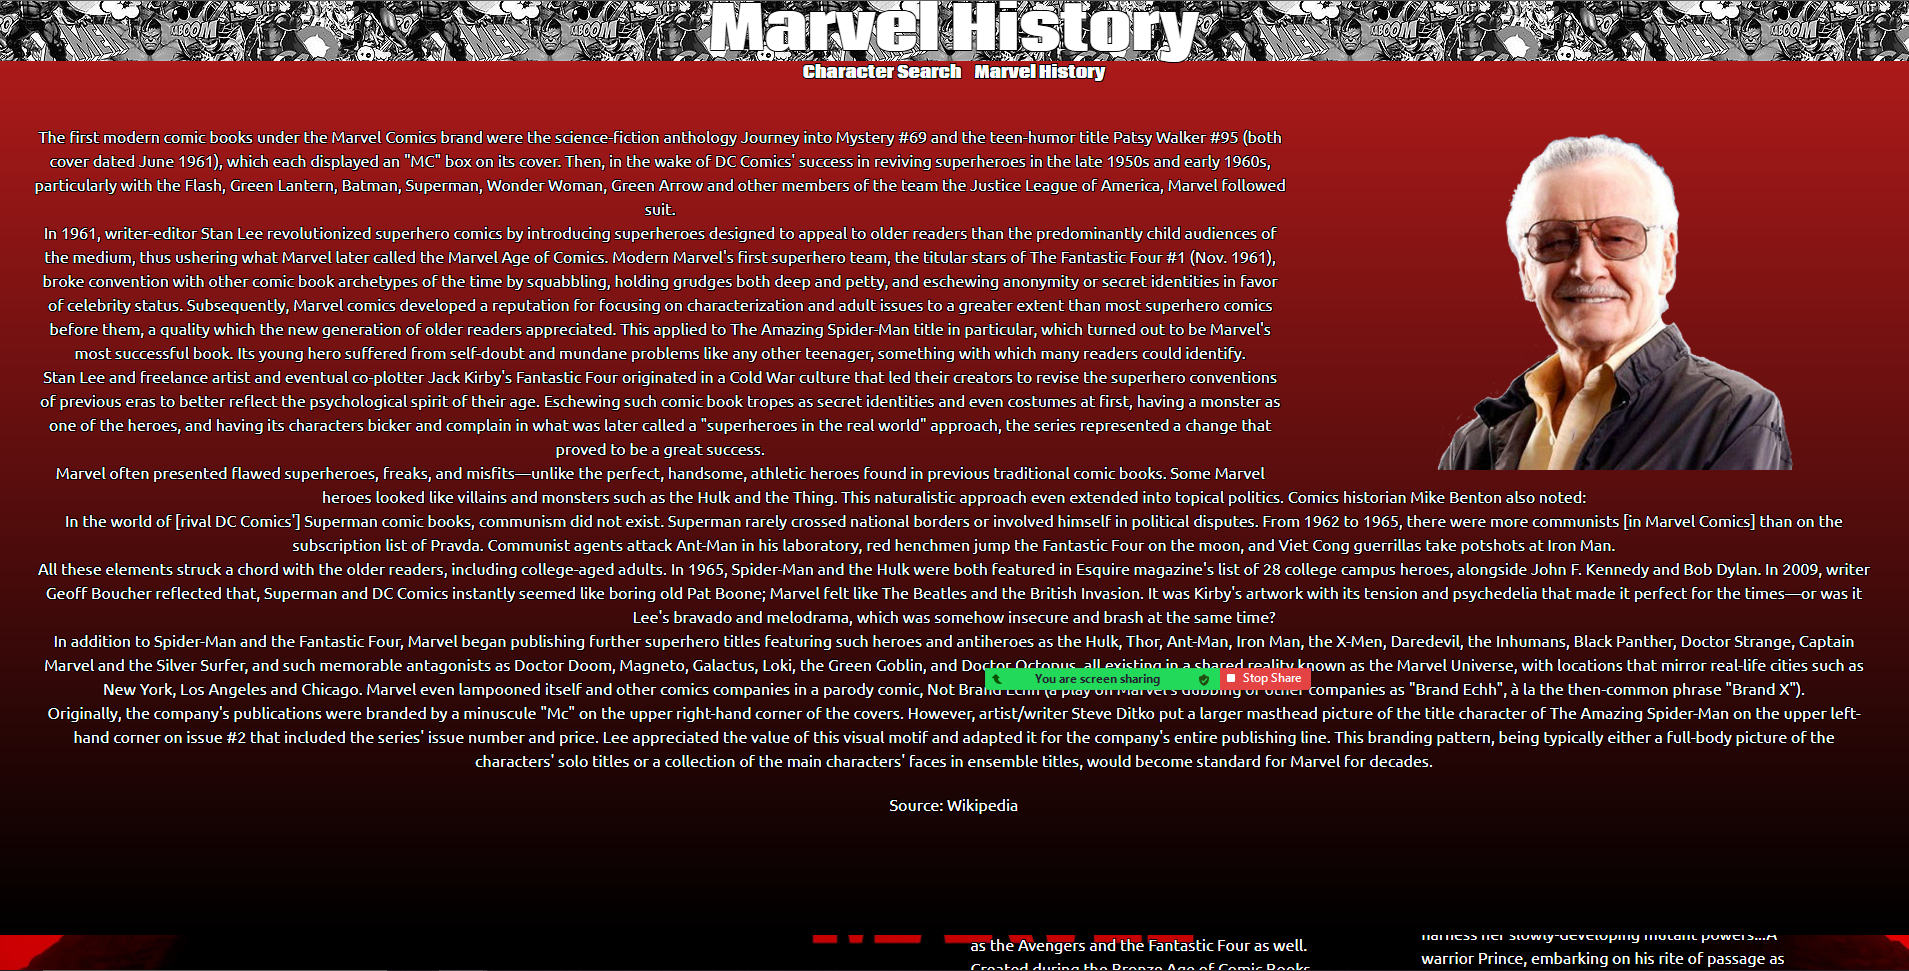 Marvel History
Character Search Marvel History
The first modern comic books under the Marvel Comics brand were the science-fiction anthology Journey into Mystery #69 and the teen-humor title Patsy Walker #95 (both
cover dated June 1961), which each displayed an "MC" box on its cover. Then, in the wake of DC Comics' success in reviving superheroes in the late 1950s and early 1960s,
particularly with the Flash, Green Lantern, Batman, Superman, Wonder Woman, Green Arrow and other members of the team the Justice League of America, Marvel followed
suit.
In 1961, writer-editor Stan Lee revolutionized superhero comics by introducing superheroes designed to appeal to older readers than the predominantly child audiences of
the medium, thus ushering what Marvel later called the Marvel Age of Comics. Modern Marvel's first superhero team, the titular stars of The Fantastic Four #1 (Nov. 1961),
broke convention with other comic book archetypes of the time by squabbling, holding grudges both deep and petty, and eschewing anonymity or secret identities in favor
of celebrity status. Subsequently, Marvel comics developed a reputation for focusing on characterization and adult issues to a greater extent than most superhero comics
before them, a quality which the new generation of older readers appreciated. This applied to The Amazing Spider-Man title in particular, which turned out to be Marvel's
most successful book. Its young hero suffered from self-doubt and mundane problems like any other teenager, something with which many readers could identify.
Stan Lee and freelance artist and eventual co-plotter Jack Kirby's Fantastic Four originated in a Cold War culture that led their creators to revise the superhero conventions
of previous eras to better reflect the psychological spirit of their age. Eschewing such comic book tropes as secret identities and even costumes at first, having a monster as
one of the heroes, and having its characters bicker and complain in what was later called a "superheroes in the real world" approach, the series represented a change that
proved to be a great success.
Marvel often presented flawed superheroes, freaks, and misfits—unlike the perfect, handsome, athletic heroes found in previous traditional comic books. Some Marvel
heroes looked like villains and monsters such as the Hulk and the Thing. This naturalistic approach even extended into topical politics. Comics historian Mike Benton also noted:
In the world of [rival DC Comics'] Superman comic books, communism did not exist. Superman rarely crossed national borders or involved himself in political disputes. From 1962 to 1965, there were more communists [in Marvel Comics] than on the
subscription list of Pravda. Communist agents attack Ant-Man in his laboratory, red henchmen jump the Fantastic Four on the moon, and Viet Cong guerrillas take potshots at Iron Man.
All these elements struck a chord with the older readers, including college-aged adults. In 1965, Spider-Man and the Hulk were both featured in Esquire magazine's list of 28 college campus heroes, alongside John F. Kennedy and Bob Dylan. In 2009, writer
Geoff Boucher reflected that, Superman and DC Comics instantly seemed like boring old Pat Boone; Marvel felt like The Beatles and the British Invasion. It was Kirby's artwork with its tension and psychedelia that made it perfect for the times—or was it
Lee's bravado and melodrama, which was somehow insecure and brash at the same time?
In addition to Spider-Man and the Fantastic Four, Marvel began publishing further superhero titles featuring such heroes and antiheroes as the Hulk, Thor, Ant-Man, Iron Man, the X-Men, Daredevil, the Inhumans, Black Panther, Doctor Strange, Captain
Marvel and the Silver Surfer, and such memorable antagonists as Doctor Doom, Magneto, Galactus, Loki, the Green Goblin, and Doctor Octopus, all existing in a shared reality known as the Marvel Universe, with locations that mirror real-life cities such as
You are screen sharing Stop Share
New York, Los Angeles and Chicago. Marvel even lampooned itself and other comics companies in a parody comic, Not Brand Echh (a play on Marvel's dubbing of other companies as "Brand Echh", à la the then-common phrase "Brand X").
Originally, the company's publications were branded by a minuscule "Mc" on the upper right-hand corner of the covers. However, artist/writer Steve Ditko put a larger masthead picture of the title character of The Amazing Spider-Man on the upper left-
hand corner on issue #2 that included the series' issue number and price. Lee appreciated the value of this visual motif and adapted it for the company's entire publishing line. This branding pattern, being typically either a full-body picture of the
characters' solo titles or a collection of the main characters' faces in ensemble titles, would become standard for Marvel for decades.
Source: Wikipedia
as the Avengers and the Fantastic Four as well.
Created during the Bronze Age of Comic Books
harness her slowly-developing mutant powers...A
warrior Prince, embarking on his rite of passage as